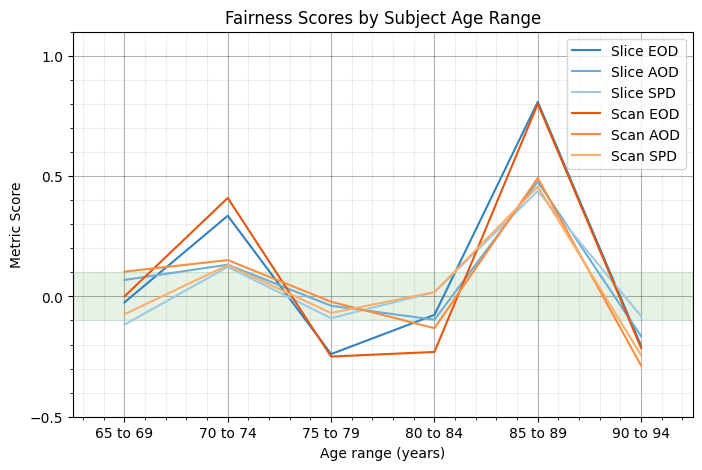 Fairness Scores by Subject Age Range
Slice EOD
Slice AOD
Slice SPD
Scan EOD
Scan AOD
Scan SPD
1.0
0.5
0.0
−0.5
Metric Score
65 to 69
70 to 74
75 to 79
80 to 84
85 to 89
90 to 94
Age range (years)